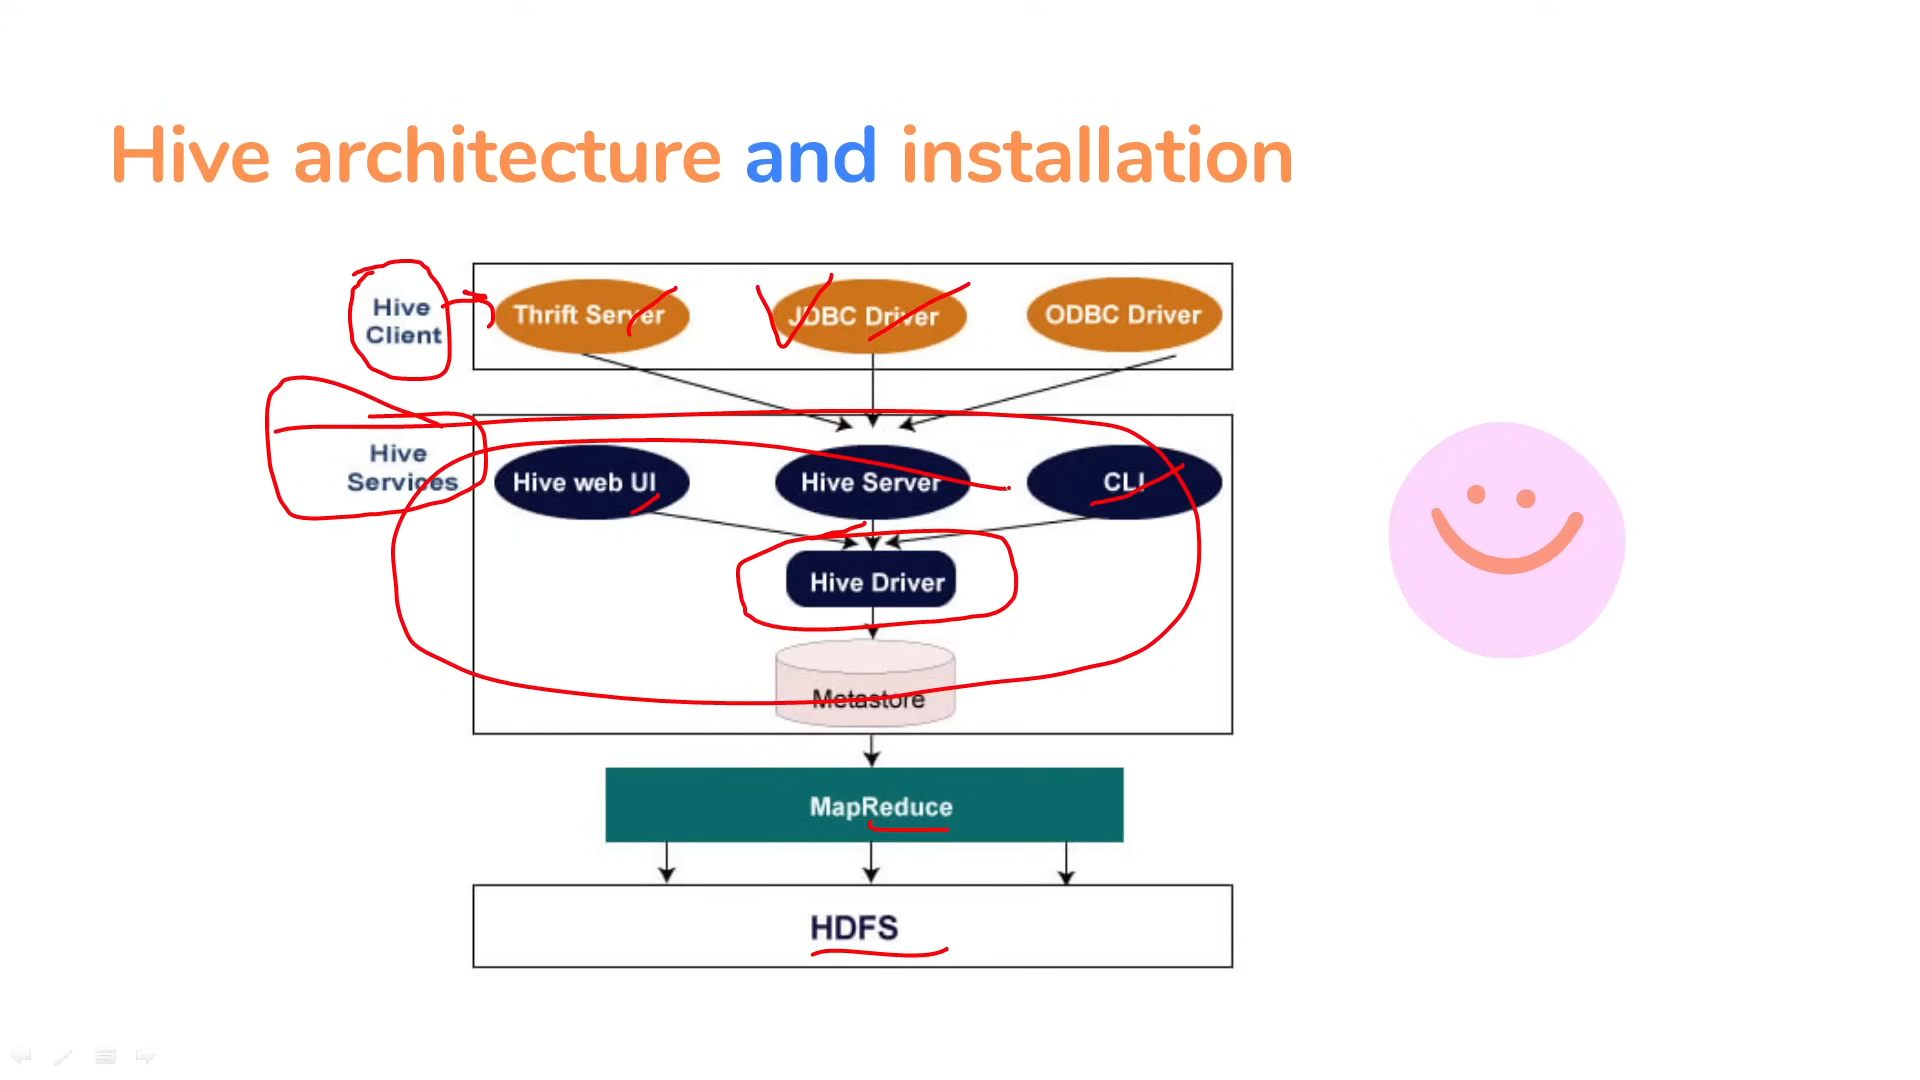 Hive architecture and installation
Hive
Client
Thrift Server
JDBC Driver
ODBC Driver
Hive
Services
Hive web UI
Hive Server
CLI
Hive Driver
Metastore
MapReduce
HDFS